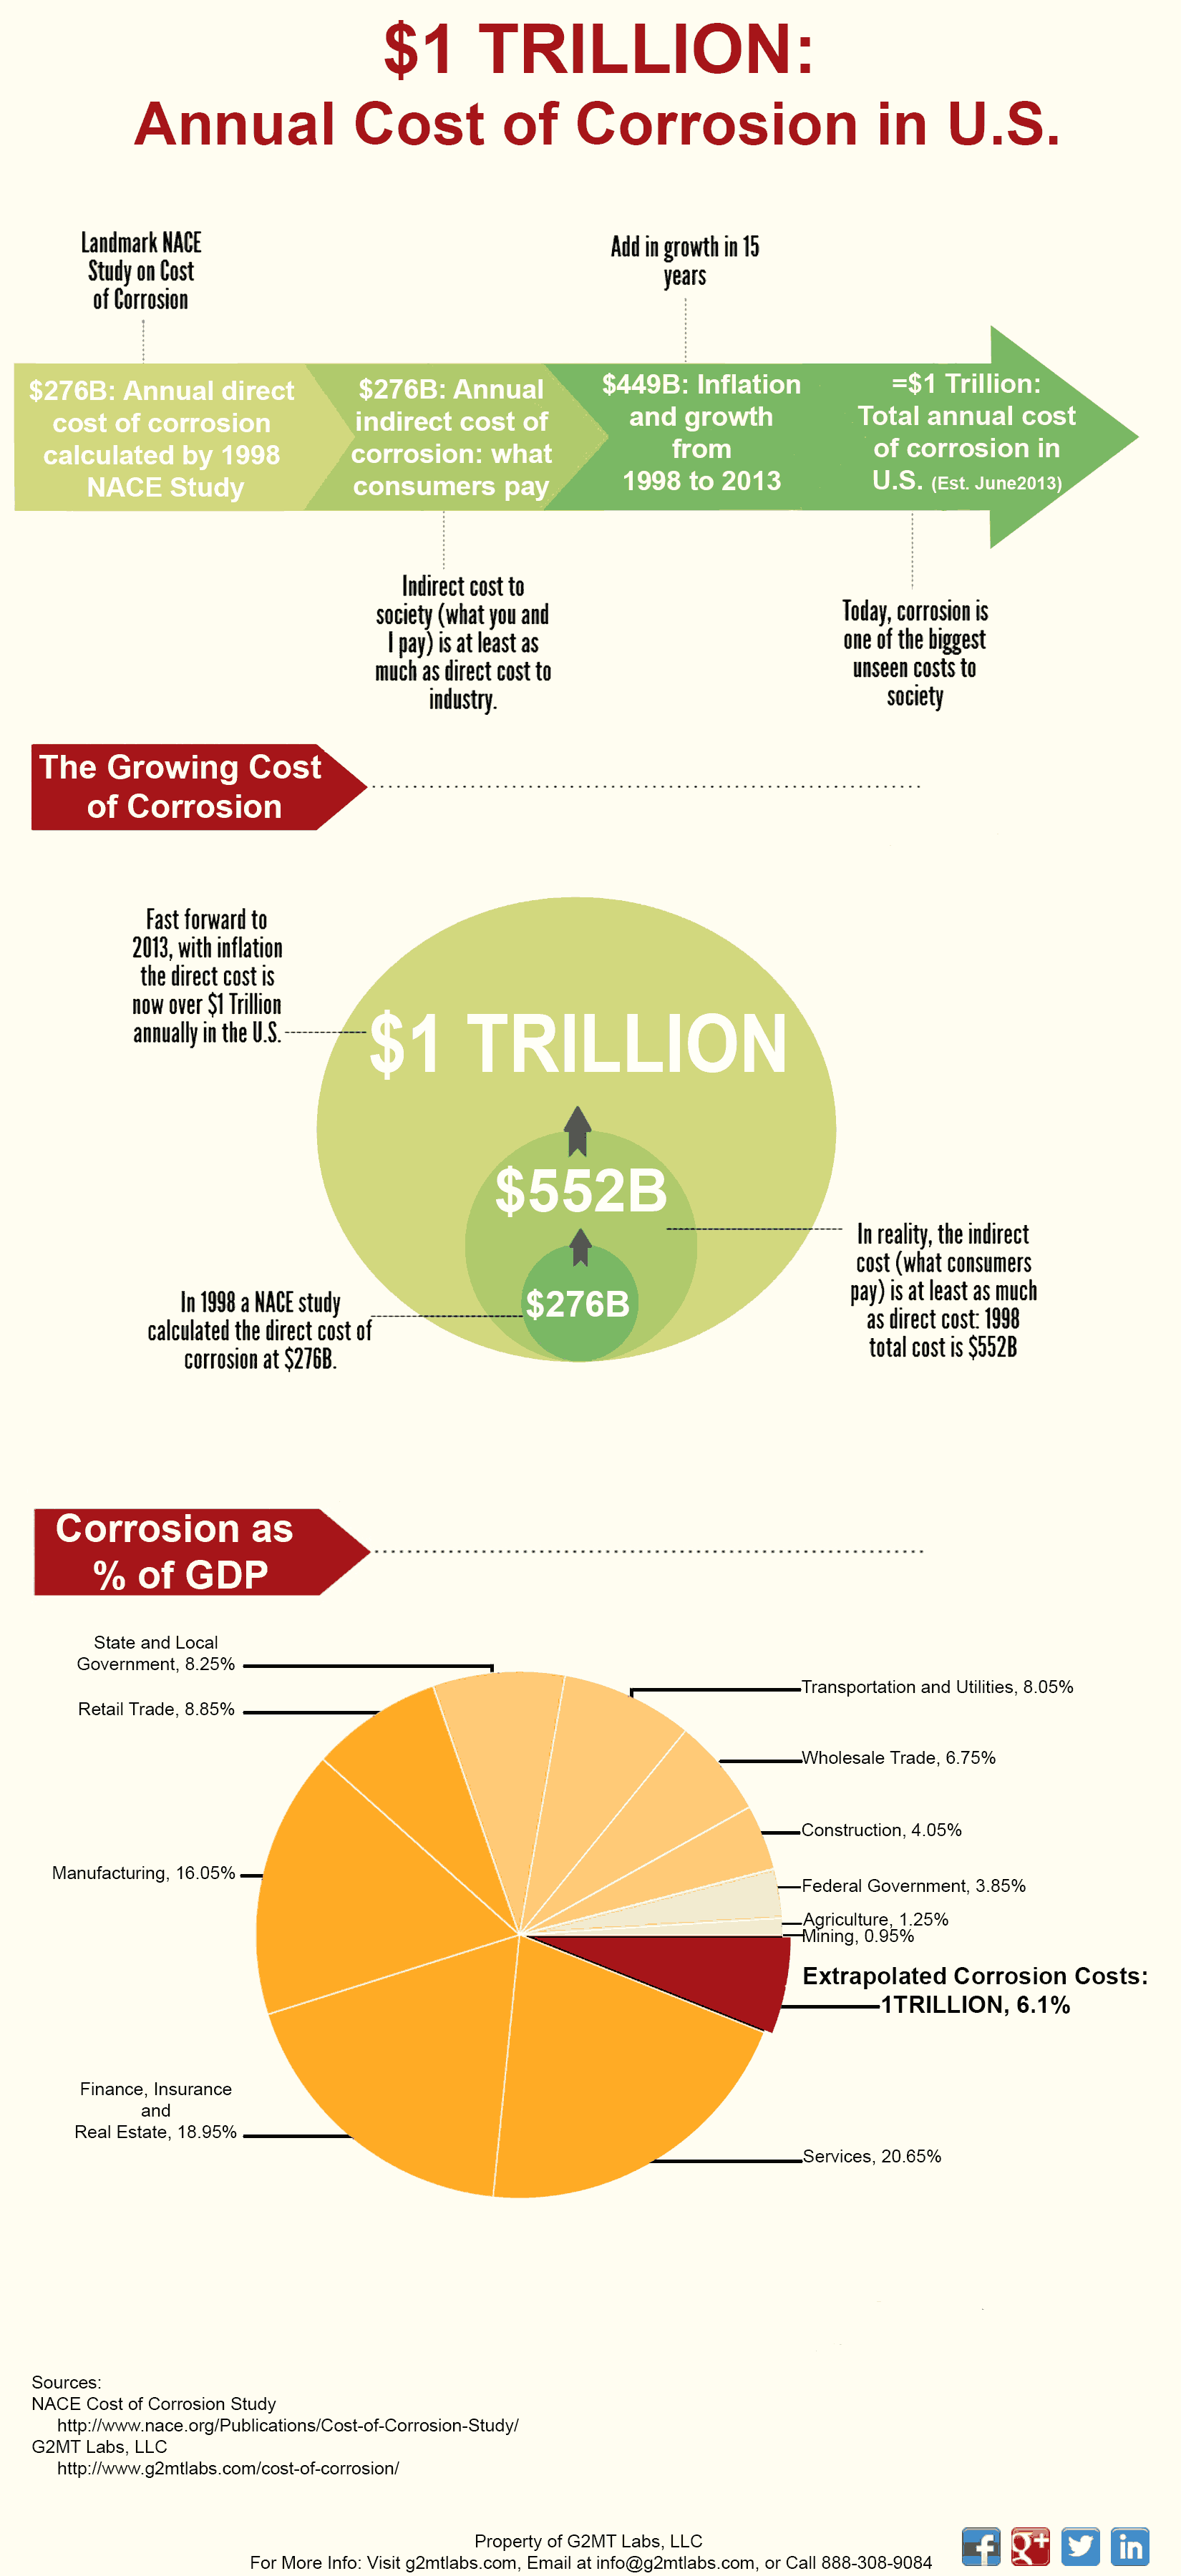 $1 TRILLION:
Annual Cost of Corrosion in U.S.
Landmark NACE
Study on Cost
of Corrosion
Add in growth in 15
years
$276B: Annual direct
cost of corrosion
calculated by 1998
NACE Study
$276B: Annual
indirect cost of
corrosion: what
consumers pay
$449B: Inflation
and growth
from
1998 to 2013
=$1 Trillion:
Total annual cost
of corrosion in
U.S. (Est. June2013)
Indirect cost to
society (what you and
I pay) is at least as
much as direct cost to
industry.
Today, corrosion is
one of the biggest
unseen costs to
society
The Growing Cost
of Corrosion
Fast forward to
2013, with inflation
the direct cost is
now over $1 Trillion
annually in the U.S.
$1 TRILLION
$552B
$276B
In reality, the indirect
cost (what consumers
pay) is at least as much
as direct cost: 1998
total cost is $552B
In 1998 a NACE study
calculated the direct cost of
corrosion at $276B.
Corrosion as
% of GDP
State and Local
Government, 8.25%
Retail Trade, 8.85%
Manufacturing, 16.05%
Finance, Insurance
and
Real Estate, 18.95%
Transportation and Utilities, 8.05%
Wholesale Trade, 6.75%
Construction, 4.05%
Federal Government, 3.85%
Agriculture, 1.25%
Mining, 0.95%
Extrapolated Corrosion Costs:
1TRILLION, 6.1%
Services, 20.65%
Sources:
NACE Cost of Corrosion Study
http://www.nace.org/Publications/Cost-of-Corrosion-Study/
G2MT Labs, LLC
http://www.g2mtlabs.com/cost-of-corrosion/
Property of G2MT Labs, LLC
For More Info: Visit g2mtlabs.com, Email at info@g2mtlabs.com, or Call 888-308-9084
f g+ in